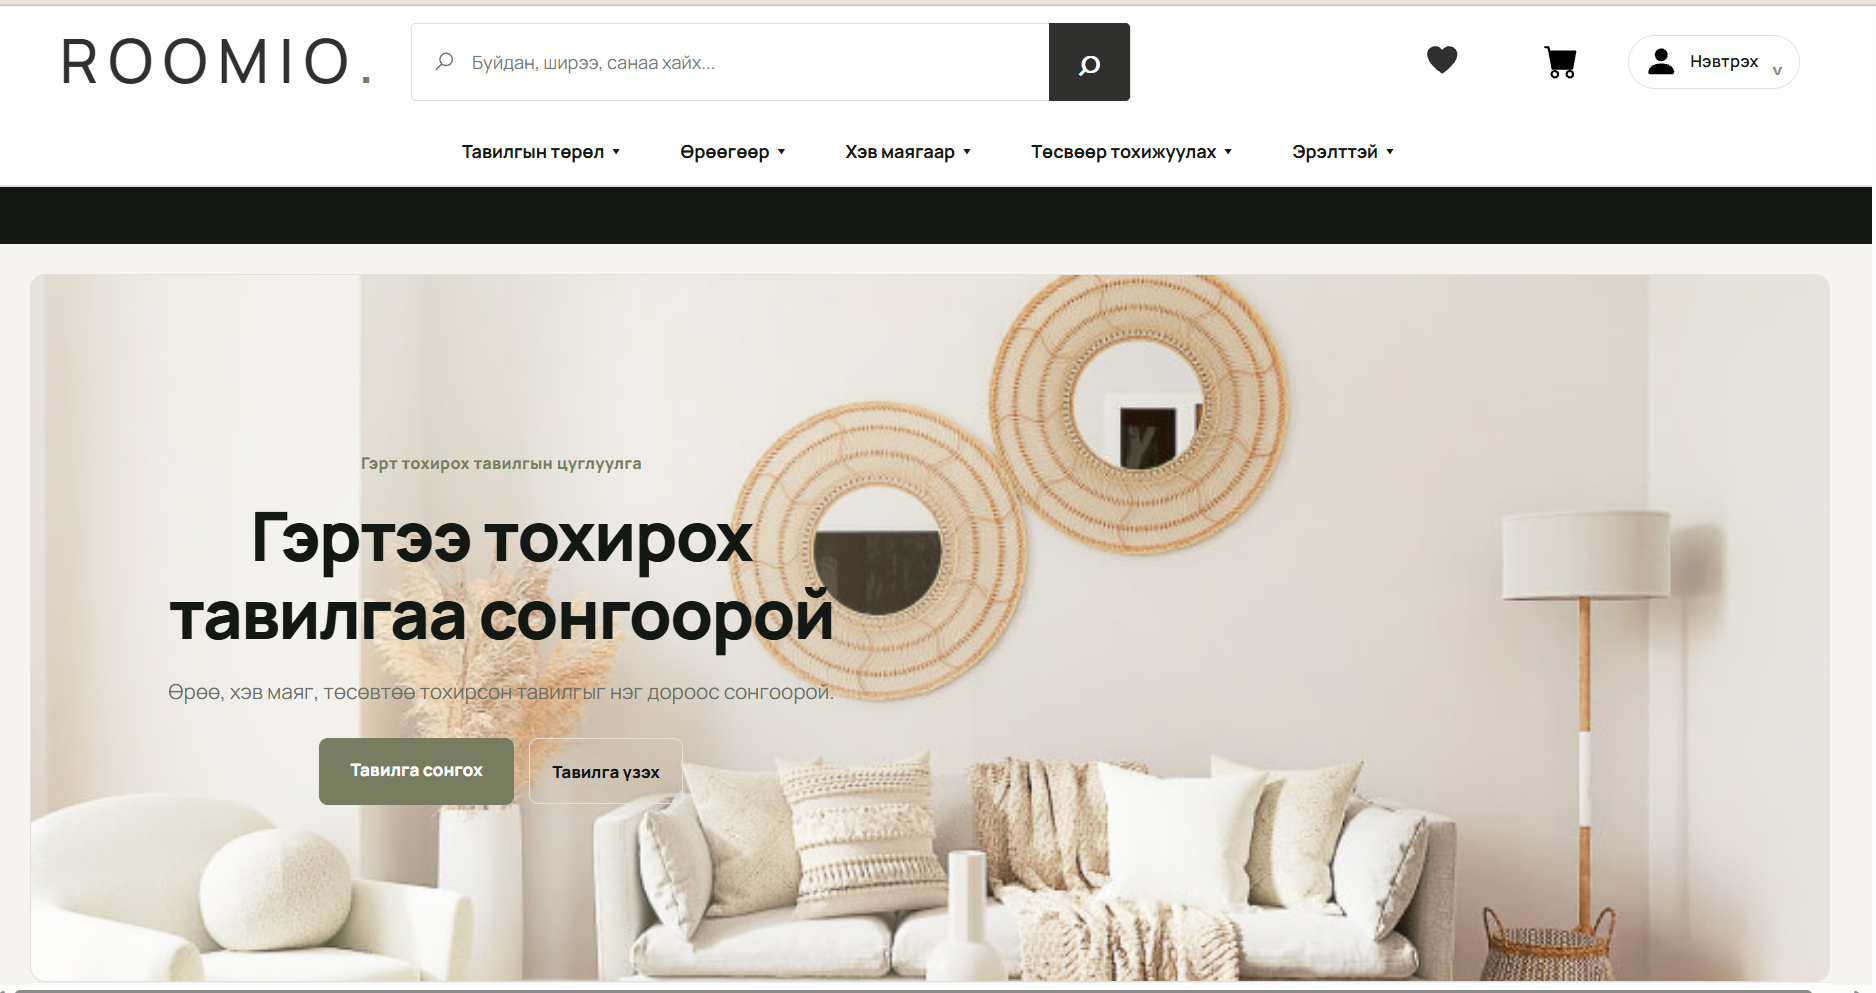 ROOMIO.
Буйдан, ширээ, санаа хайх...
Нэвтрэх v
Тавилгын төрөл
Өрөөгөөр
Хэв маягаар
Төсвөөр тохижуулах
Эрэлттэй
Гэрт тохирох тавилгын цуглуулга
Гэртээ тохирох
тавилгаа сонгоорой
Өрөө, хэв маяг, төсөвтөө тохирсон тавилгыг нэг дороос сонгоорой.
Тавилга сонгох
Тавилга үзэх